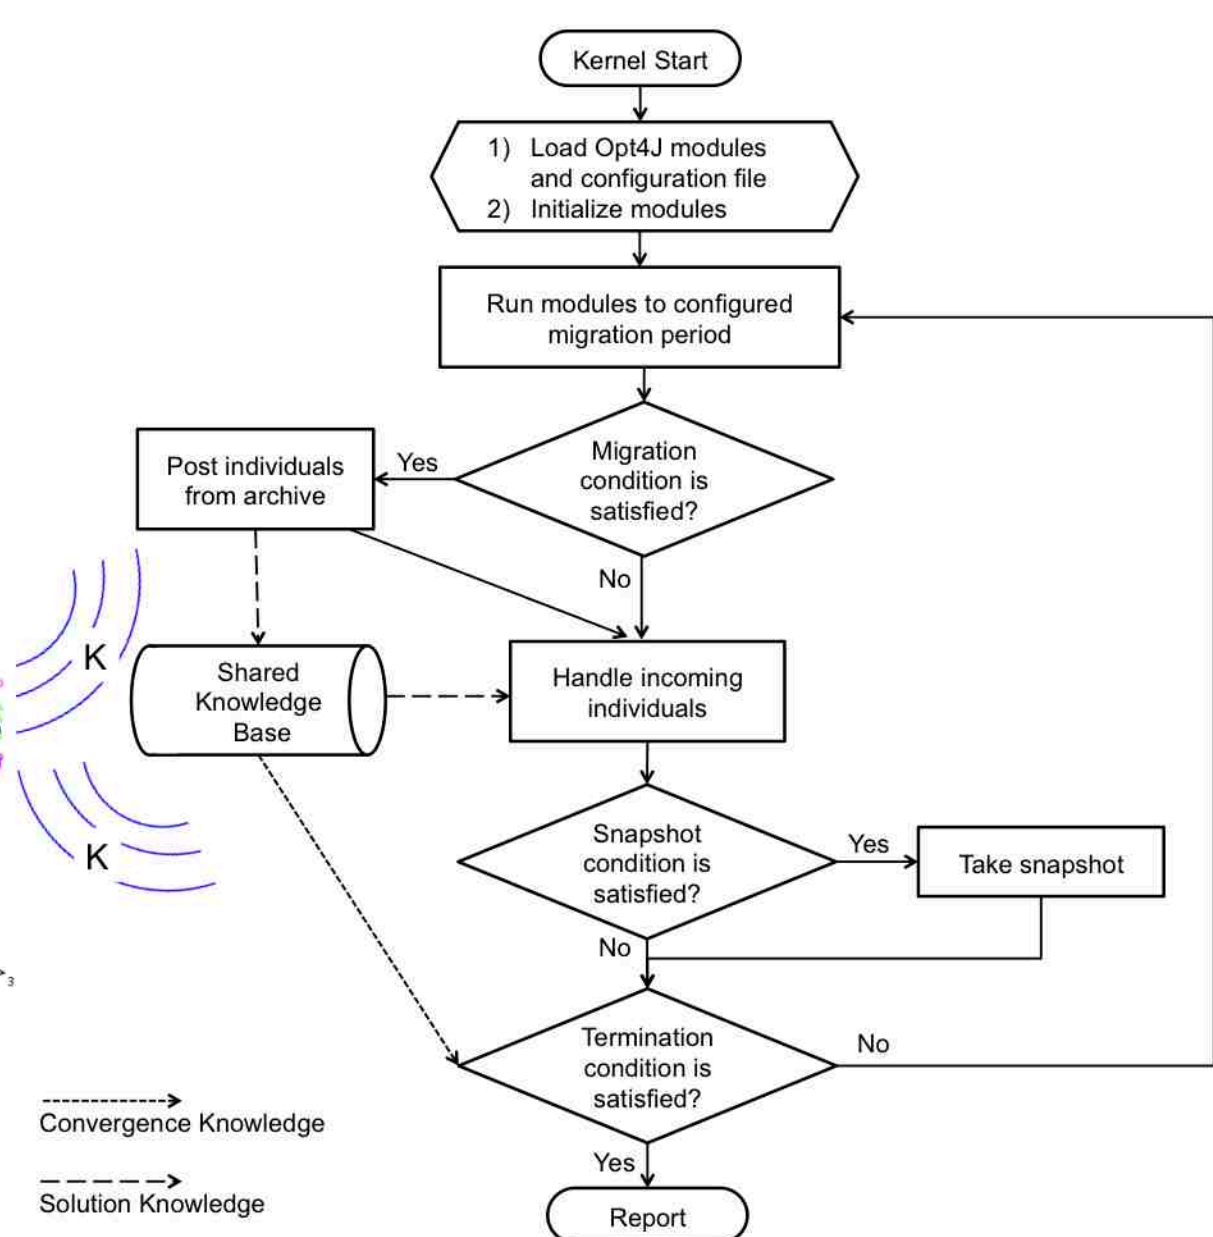 Kernel Start
1) Load Opt4J modules
and configuration file
2) Initialize modules
Run modules to configured
migration period
Migration
condition is
satisfied?
Yes
Post individuals
from archive
No
Shared
Knowledge
Base
K
Handle incoming
individuals
Snapshot
condition is
satisfied?
Yes
Take snapshot
K
No
3
Termination
condition is
satisfied?
No
Convergence Knowledge
Yes
Solution Knowledge
Report